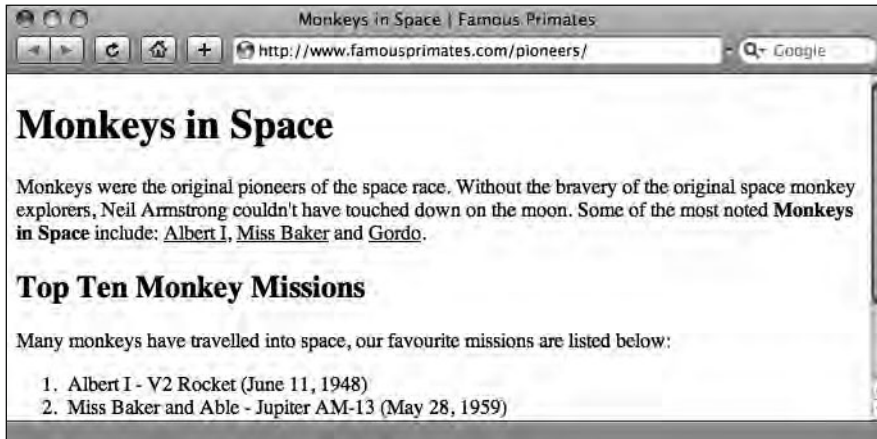 Monkeys in Space | Famous Primates
http://www.famousprimates.com/pioneers/
Google
Monkeys in Space
Monkeys were the original pioneers of the space race. Without the bravery of the original space monkey
explorers, Neil Armstrong couldn't have touched down on the moon. Some of the most noted Monkeys
in Space include: Albert I, Miss Baker and Gordo.
Top Ten Monkey Missions
Many monkeys have travelled into space, our favourite missions are listed below:
1. Albert I - V2 Rocket (June 11, 1948)
2. Miss Baker and Able - Jupiter AM-13 (May 28, 1959)